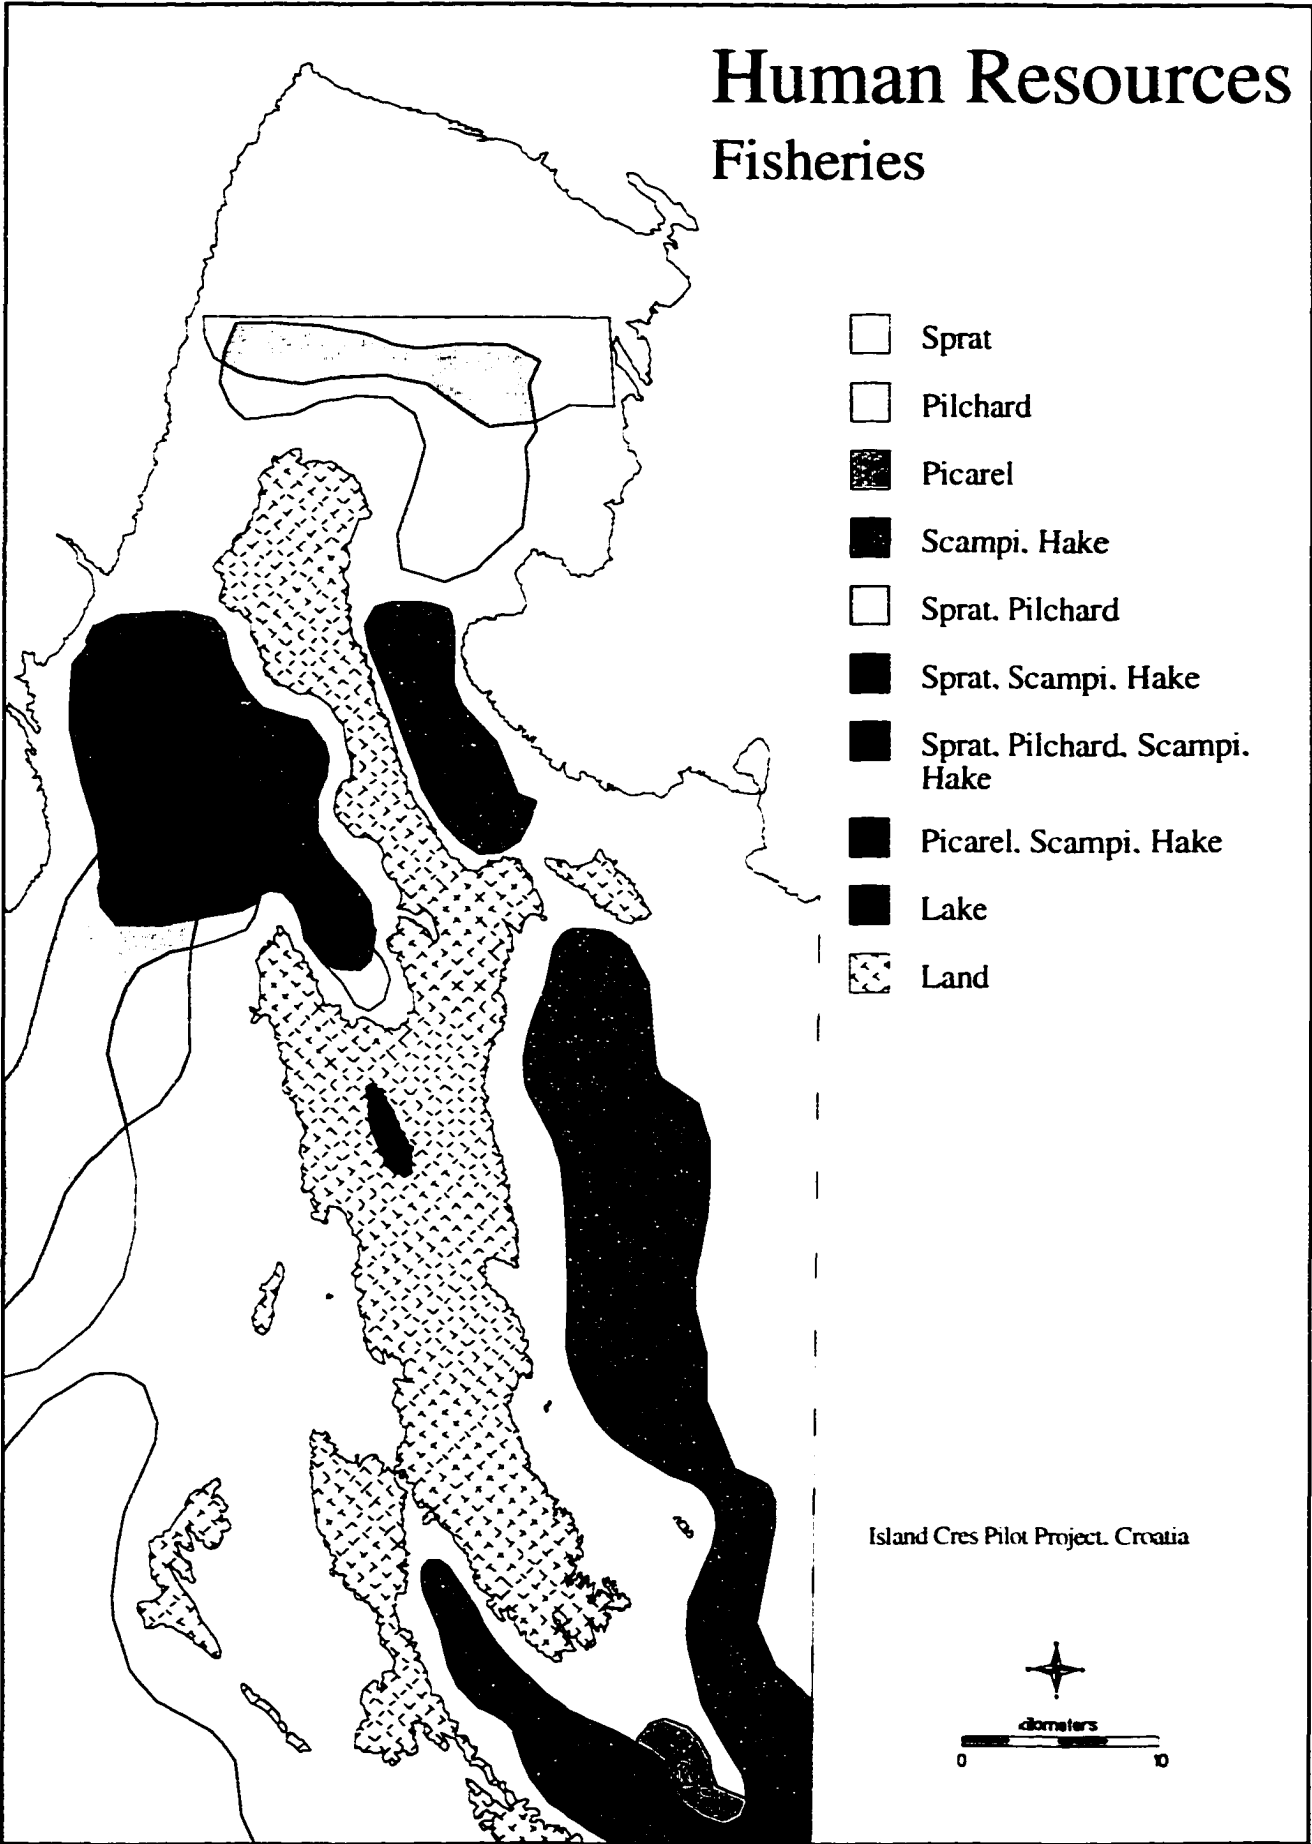 Human Resources
Fisheries
Sprat
Pilchard
Picarel
Scampi. Hake
Sprat. Pilchard
Sprat. Scampi. Hake
Sprat. Pilchard. Scampi.
Hake
Picarel. Scampi. Hake
Lake
Land
Island Cres Pilot Project. Croatia
kilometers
0 10